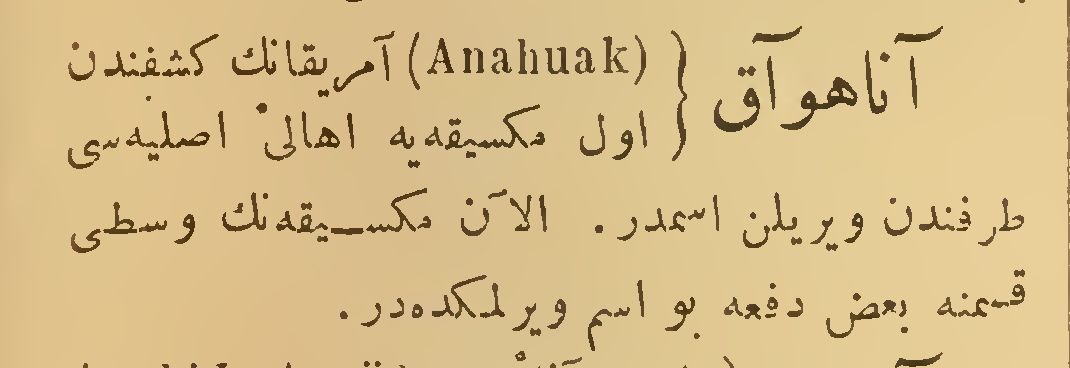 آناهوآق { (Anahuak) آمریقانك كشفندن
اول مكسیقه‌یه اهالئ اصلیه‌سی
طرفندن ویریلن اسمدر. الآن مكسیقه‌نك وسطی
قسمنه بعض دفعه بو اسم ویرلمكده‌در.